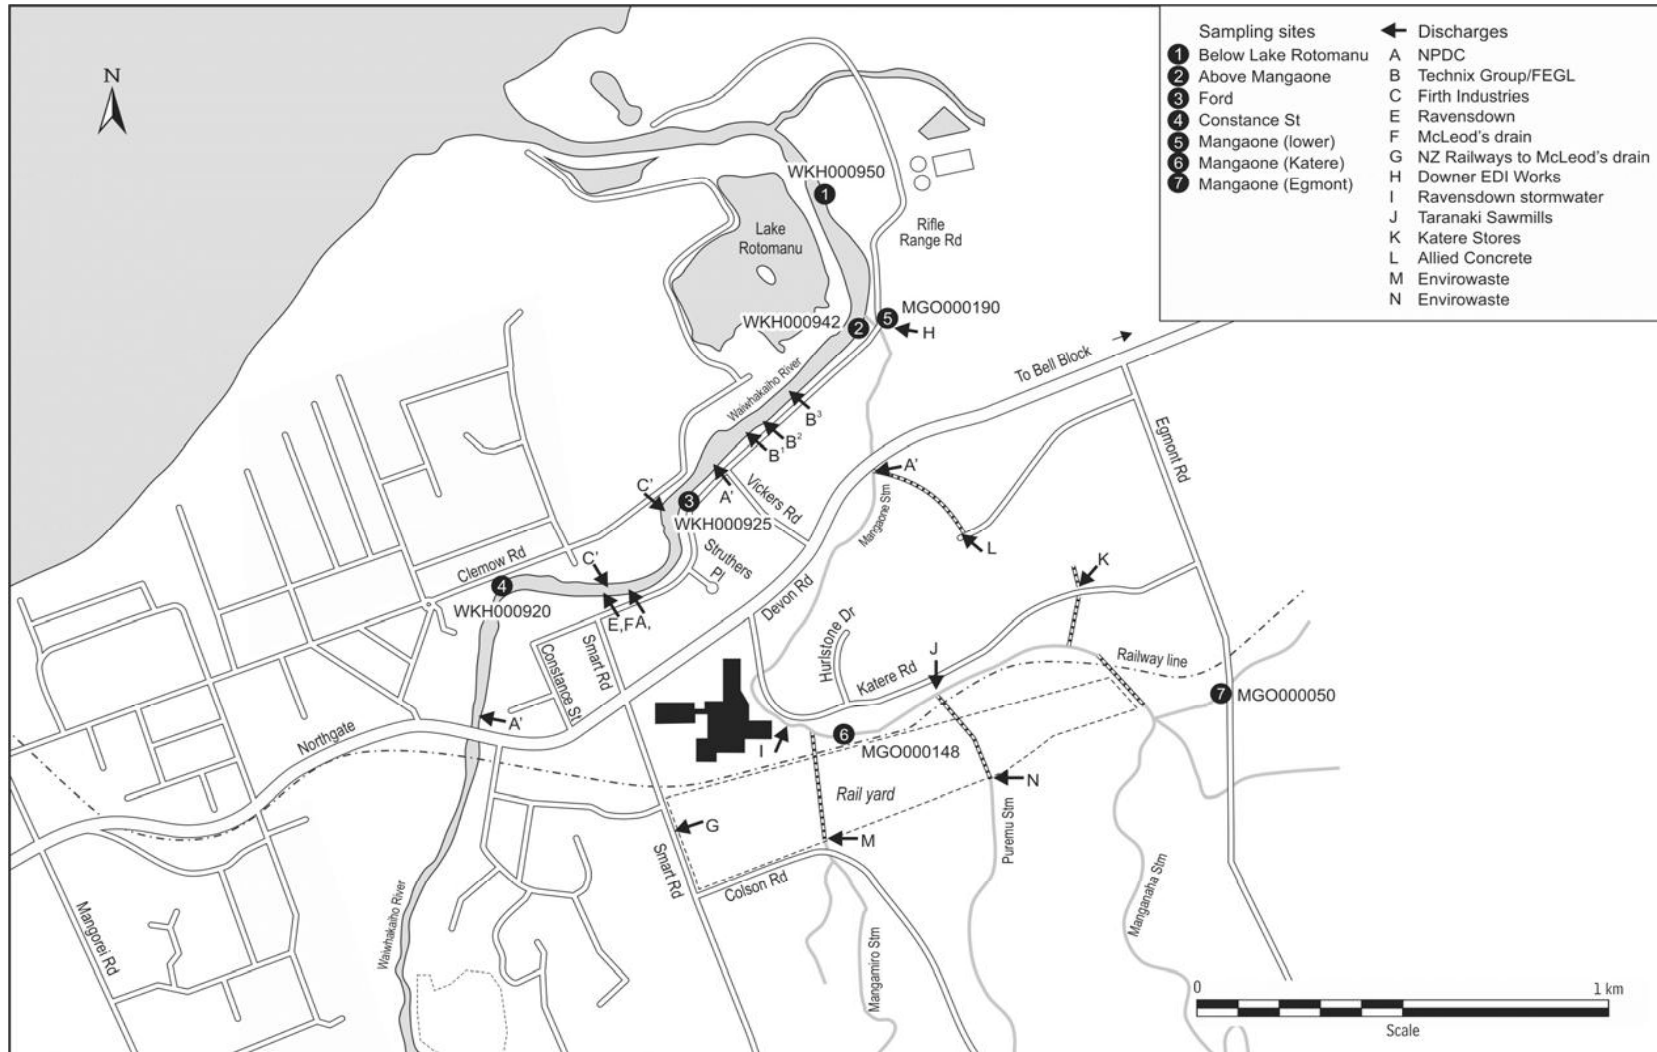 N
Sampling sites
1 Below Lake Rotomanu
2 Above Mangaone
3 Ford
4 Constance St
5 Mangaone (lower)
6 Mangaone (Katere)
7 Mangaone (Egmont)
Discharges
A NPDC
B Technix Group/FEGL
C Firth Industries
E Ravensdown
F McLeod's drain
G NZ Railways to McLeod's drain
H Downer EDI Works
I Ravensdown stormwater
J Taranaki Sawmills
K Katere Stores
L Allied Concrete
M Envirowaste
N Envirowaste
WKH000950
1
Lake
Rotomanu
Rifle
Range Rd
MGO000190
5
WKH000942
2
H
To Bell Block
Waiwhakaiho River
B³
B²
B¹
A'
Vickers Rd
C'
3
WKH000925
Struthers
Pl
A'
Mangaone Stm
L
Egmont Rd
K
Clemow Rd
C'
4
WKH000920
E,F
A,
Devon Rd
Hurlstone Dr
J
Katere Rd
Railway line
7
MGO000050
Constance St
Smart Rd
A'
Northgate
I
6
MGO000148
N
Rail yard
G
M
Smart Rd
Colson Rd
Puremu Stm
Manganaha Stm
Mangamiro Stm
Mangorei Rd
Waiwhakaiho River
0
1 km
Scale